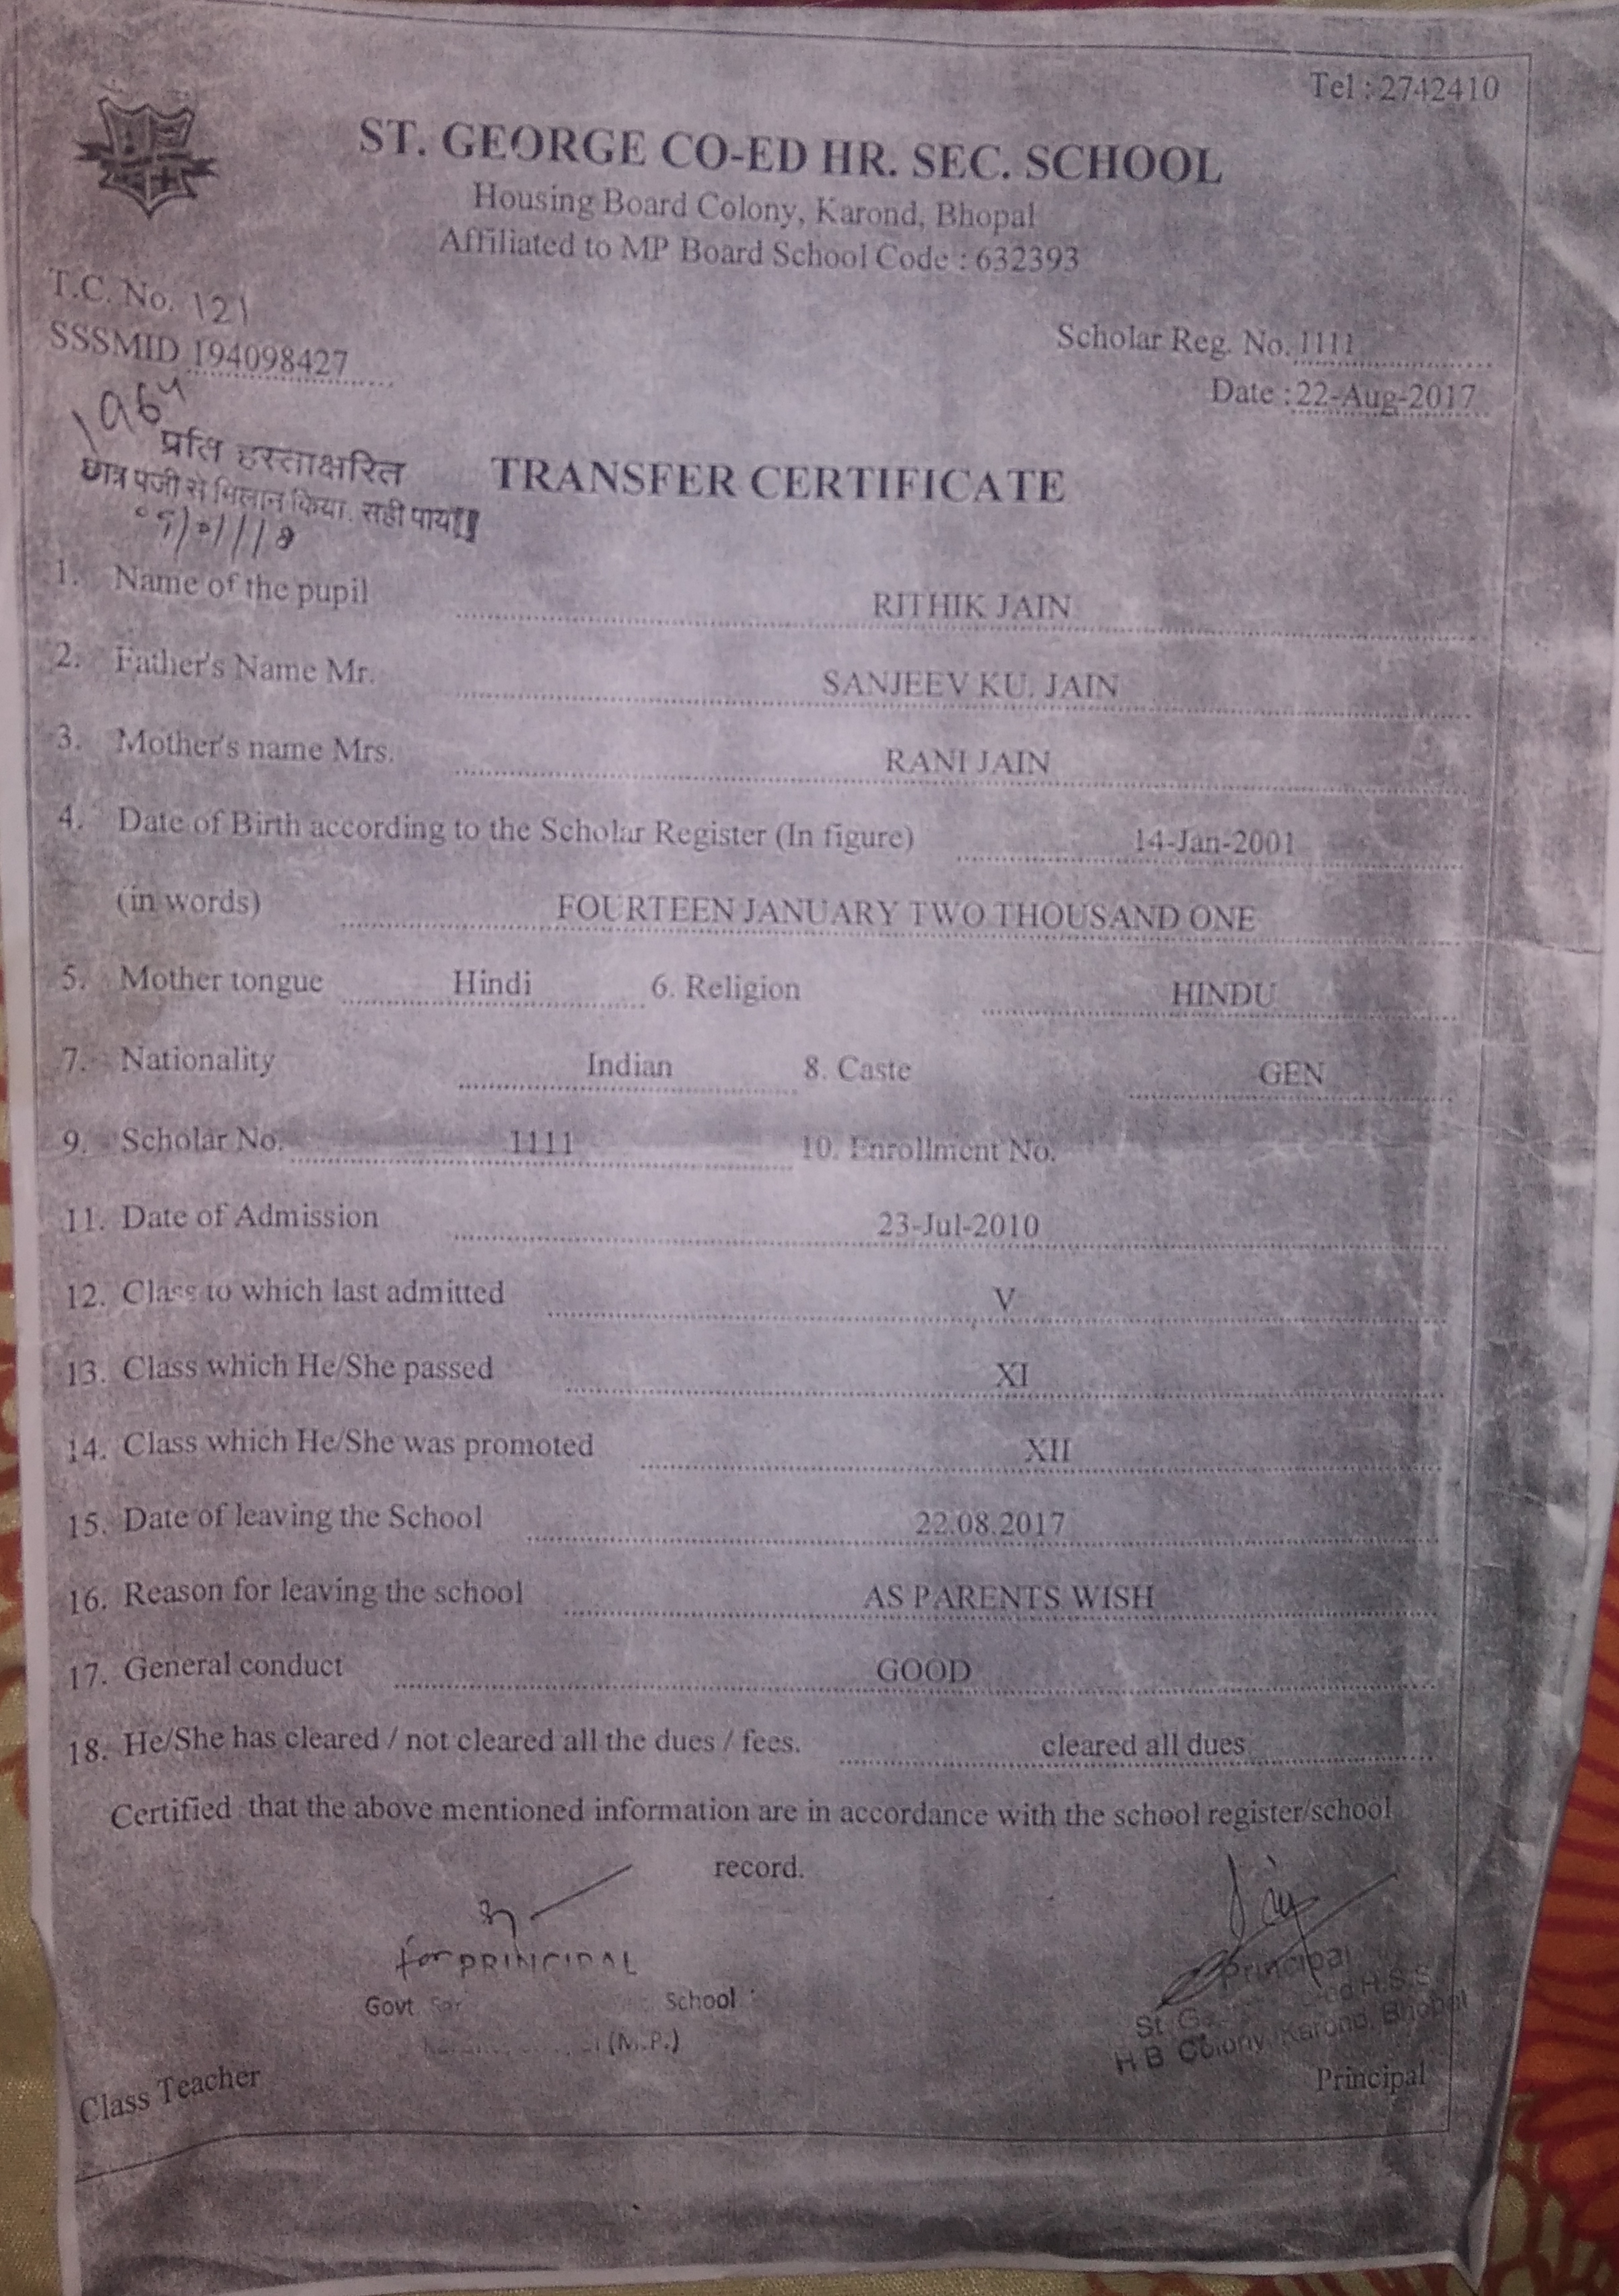 Tel : 2742410
ST. GEORGE CO-ED HR. SEC. SCHOOL
Housing Board Colony, Karond, Bhopal
Affiliated to MP Board School Code : 632393
T.C. No. 121
SSSMID 194098427
Scholar Reg. No. 1111
Date : 22-Aug-2017
1964
प्रति हस्ताक्षरित
छात्र पंजी से मिलान किया. सही पाया
TRANSFER CERTIFICATE
1. Name of the pupil RITHIK JAIN
2. Father's Name Mr. SANJEEV KU. JAIN
3. Mother's name Mrs. RANI JAIN
4. Date of Birth according to the Scholar Register (In figure) 14-Jan-2001
(in words) FOURTEEN JANUARY TWO THOUSAND ONE
5. Mother tongue Hindi 6. Religion HINDU
7. Nationality Indian 8. Caste GEN
9. Scholar No. 1111 10. Enrollment No.
11. Date of Admission 23-Jul-2010
12. Class to which last admitted V
13. Class which He/She passed XI
14. Class which He/She was promoted XII
15. Date of leaving the School 22.08.2017
16. Reason for leaving the school AS PARENTS WISH
17. General conduct GOOD
18. He/She has cleared / not cleared all the dues / fees. cleared all dues
Certified that the above mentioned information are in accordance with the school register/school
record.
for PRINCIPAL
Govt School
(M.P.)
Principal
St H.S.S
H B Colony, Karond, Bhopal
Class Teacher
Principal